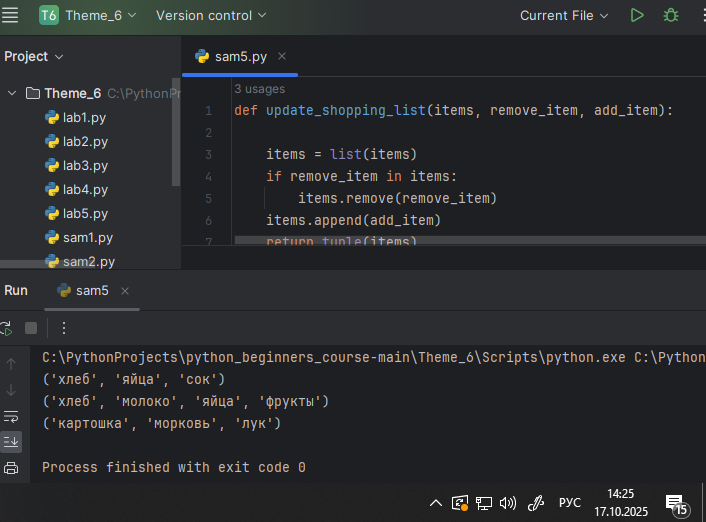 T6 Theme_6 Version control Current File
Project
sam5.py
Theme_6 C:\PythonPr
lab1.py
lab2.py
lab3.py
lab4.py
lab5.py
sam1.py
sam2.py
3 usages
1 def update_shopping_list(items, remove_item, add_item):
2
3 items = list(items)
4 if remove_item in items:
5 items.remove(remove_item)
6 items.append(add_item)
7 return tuple(items)
Run sam5
C:\PythonProjects\python_beginners_course-main\Theme_6\Scripts\python.exe C:\Python
('хлеб', 'яйца', 'сок')
('хлеб', 'молоко', 'яйца', 'фрукты')
('картошка', 'морковь', 'лук')
Process finished with exit code 0
РУС
14:25
17.10.2025
15